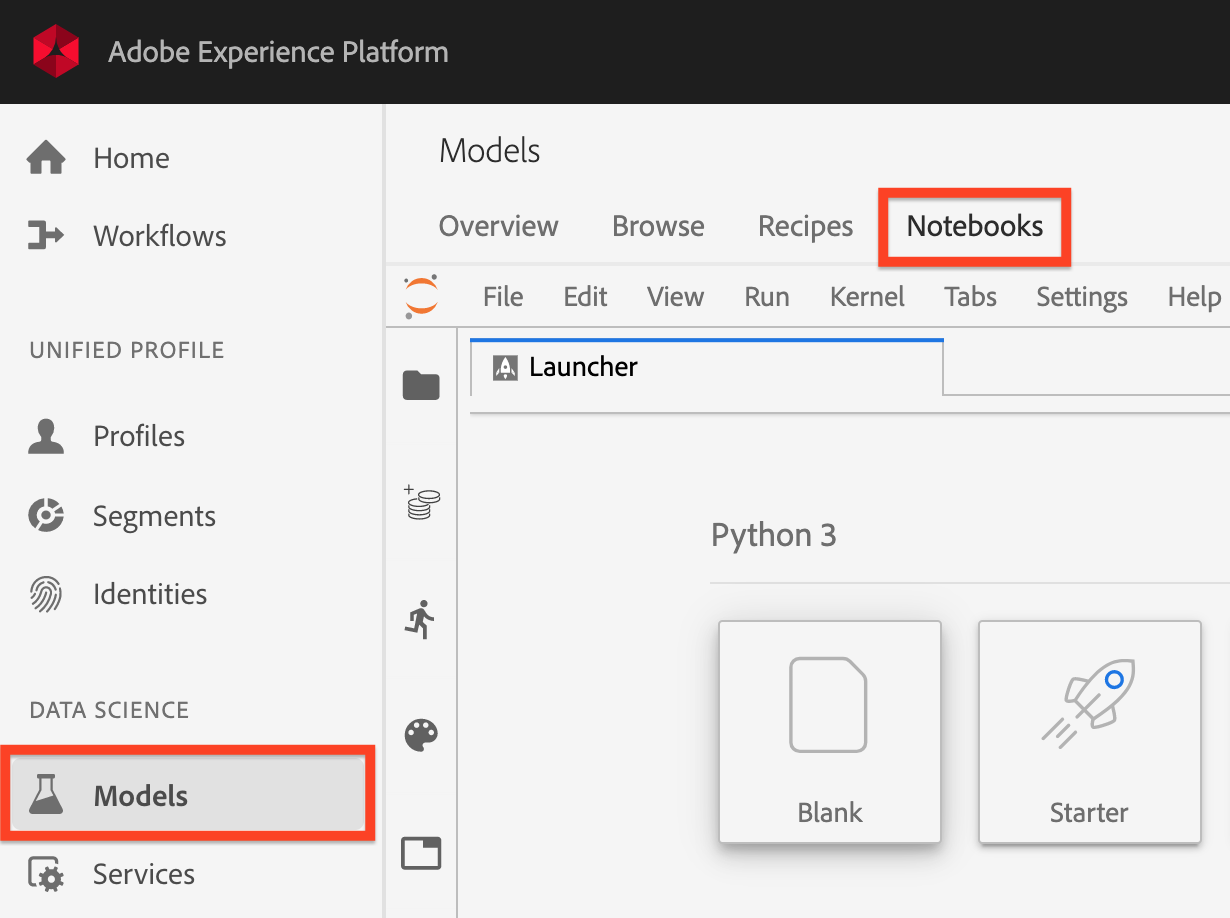 Adobe Experience Platform
Home
Workflows
UNIFIED PROFILE
Profiles
Segments
Identities
DATA SCIENCE
Models
Services
Models
Overview Browse Recipes Notebooks
File Edit View Run Kernel Tabs Settings Help
Launcher
Python 3
Blank
Starter